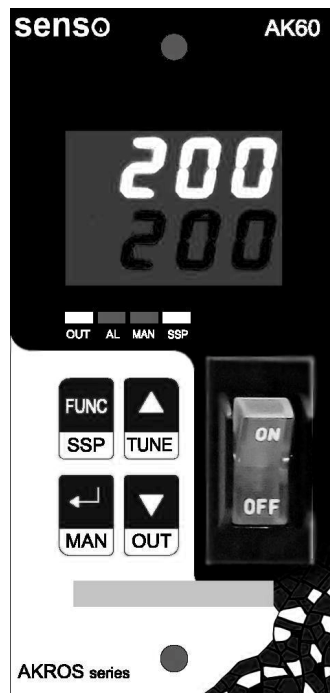 senso AK60
200
200
OUT AL MAN SSP
FUNC
SSP TUNE
ON
OFF
MAN OUT
AKROS series